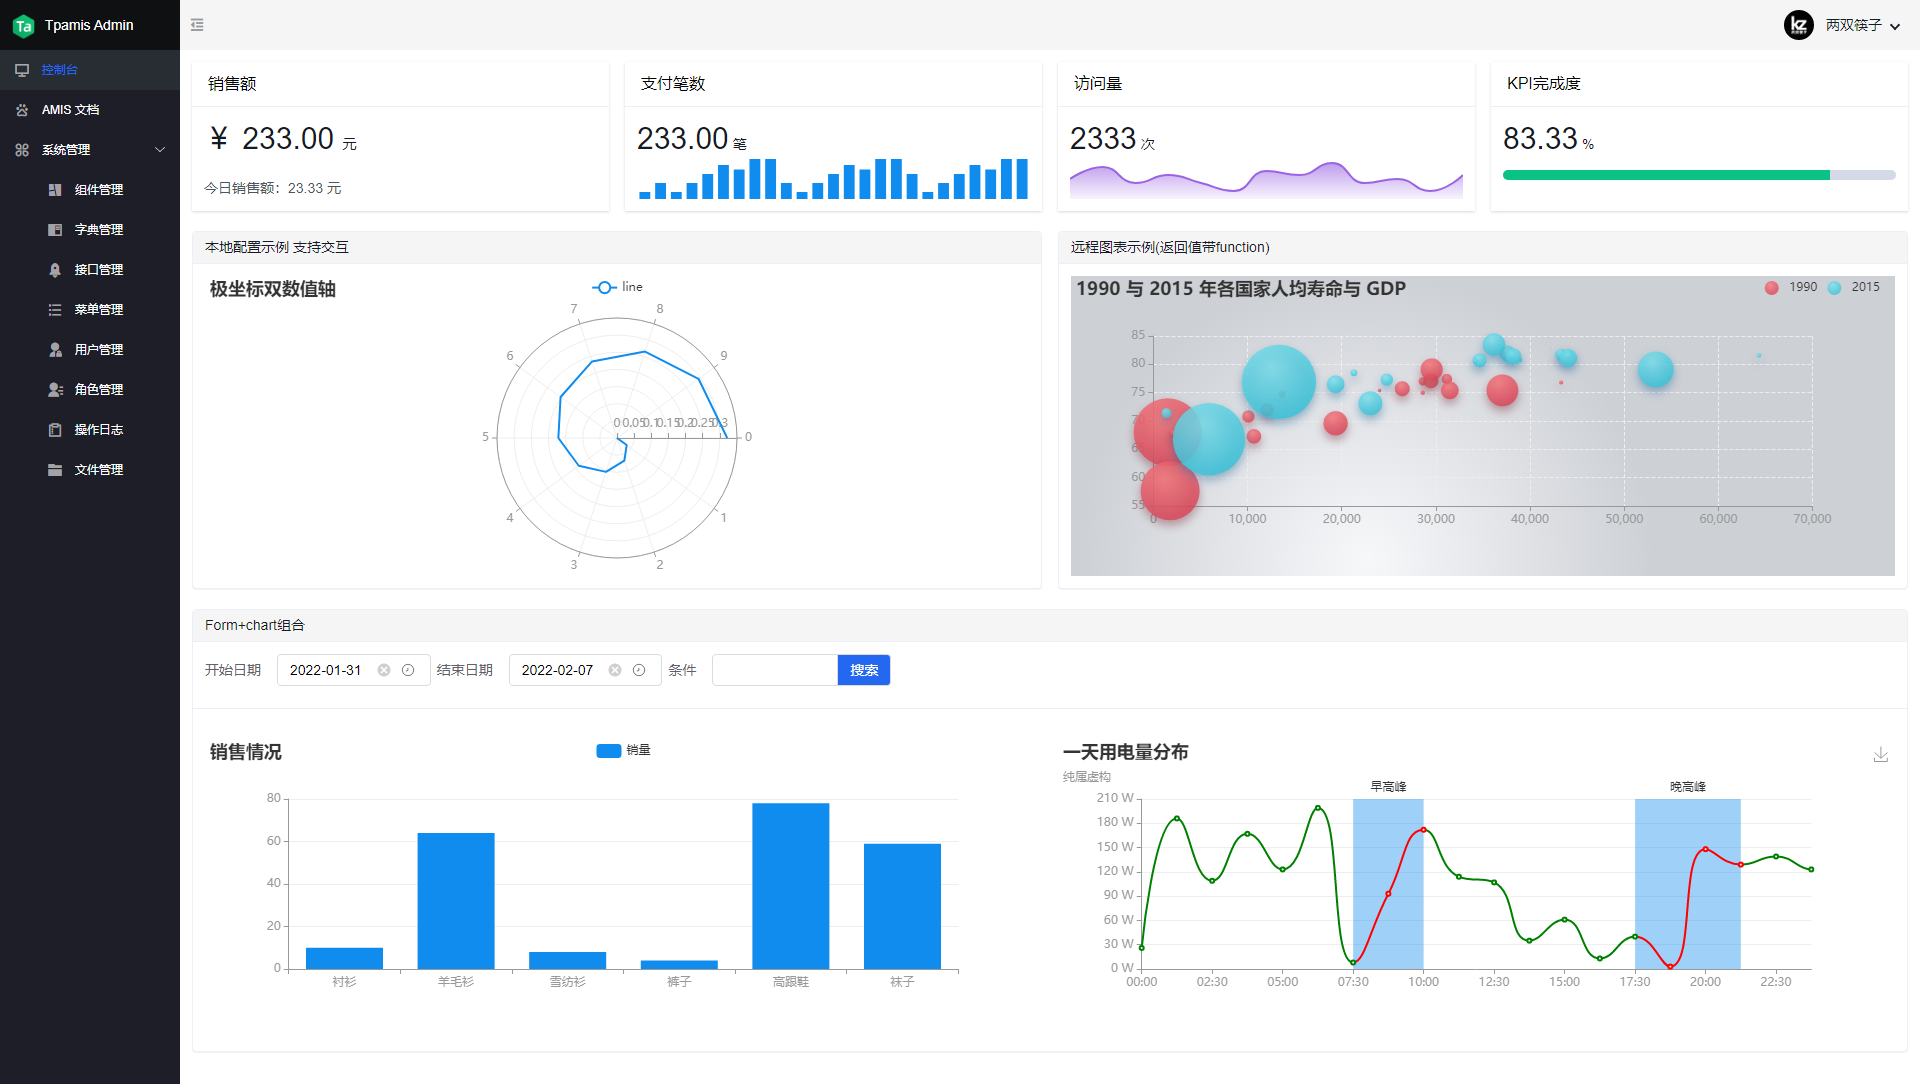 Ta Tpamis Admin
kz
两双筷子
控制台
AMIS 文档
系统管理
组件管理
字典管理
接口管理
菜单管理
用户管理
角色管理
操作日志
文件管理
销售额
¥ 233.00 元
今日销售额：23.33 元
支付笔数
233.00 笔
访问量
2333 次
KPI完成度
83.33 %
本地配置示例 支持交互
极坐标双数值轴
line
7 8
6 9
0 0.05 0.1 0.15 0.2 0.25 0.3
5 0
4 1
3 2
远程图表示例(返回值带function)
1990 与 2015 年各国家人均寿命与 GDP
1990 2015
85
80
75
70
65
60
55
0 10,000 20,000 30,000 40,000 50,000 60,000 70,000
Form+chart组合
开始日期 2022-01-31 结束日期 2022-02-07 条件 搜索
销售情况
销量
80
60
40
20
0
衬衫 羊毛衫 雪纺衫 裤子 高跟鞋 袜子
一天用电量分布
纯属虚构
早高峰 晚高峰
210 W
180 W
150 W
120 W
90 W
60 W
30 W
0 W
00:00 02:30 05:00 07:30 10:00 12:30 15:00 17:30 20:00 22:30